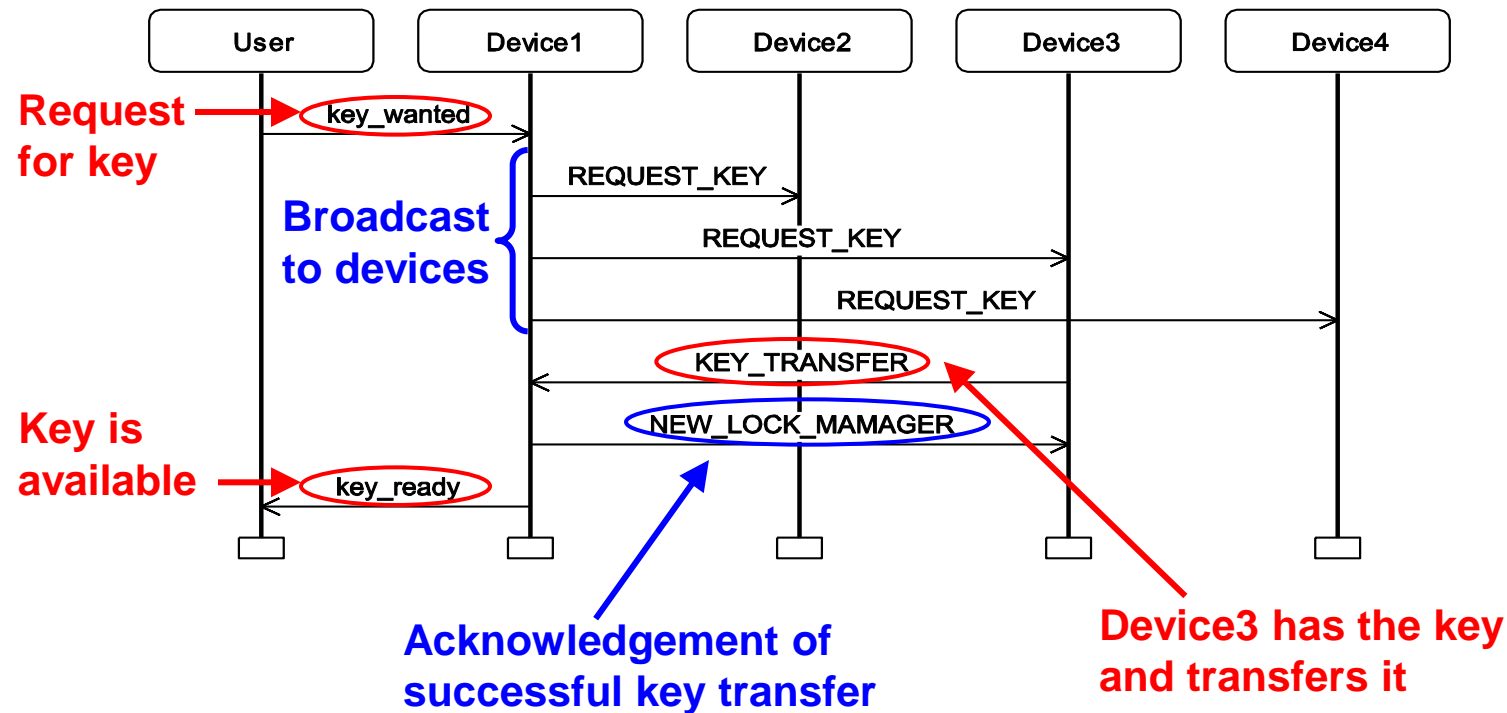 User
Device1
Device2
Device3
Device4
Request
for key
key_wanted
REQUEST_KEY
Broadcast
to devices
REQUEST_KEY
REQUEST_KEY
KEY_TRANSFER
NEW_LOCK_MAMAGER
Key is
available
key_ready
Acknowledgement of
successful key transfer
Device3 has the key
and transfers it